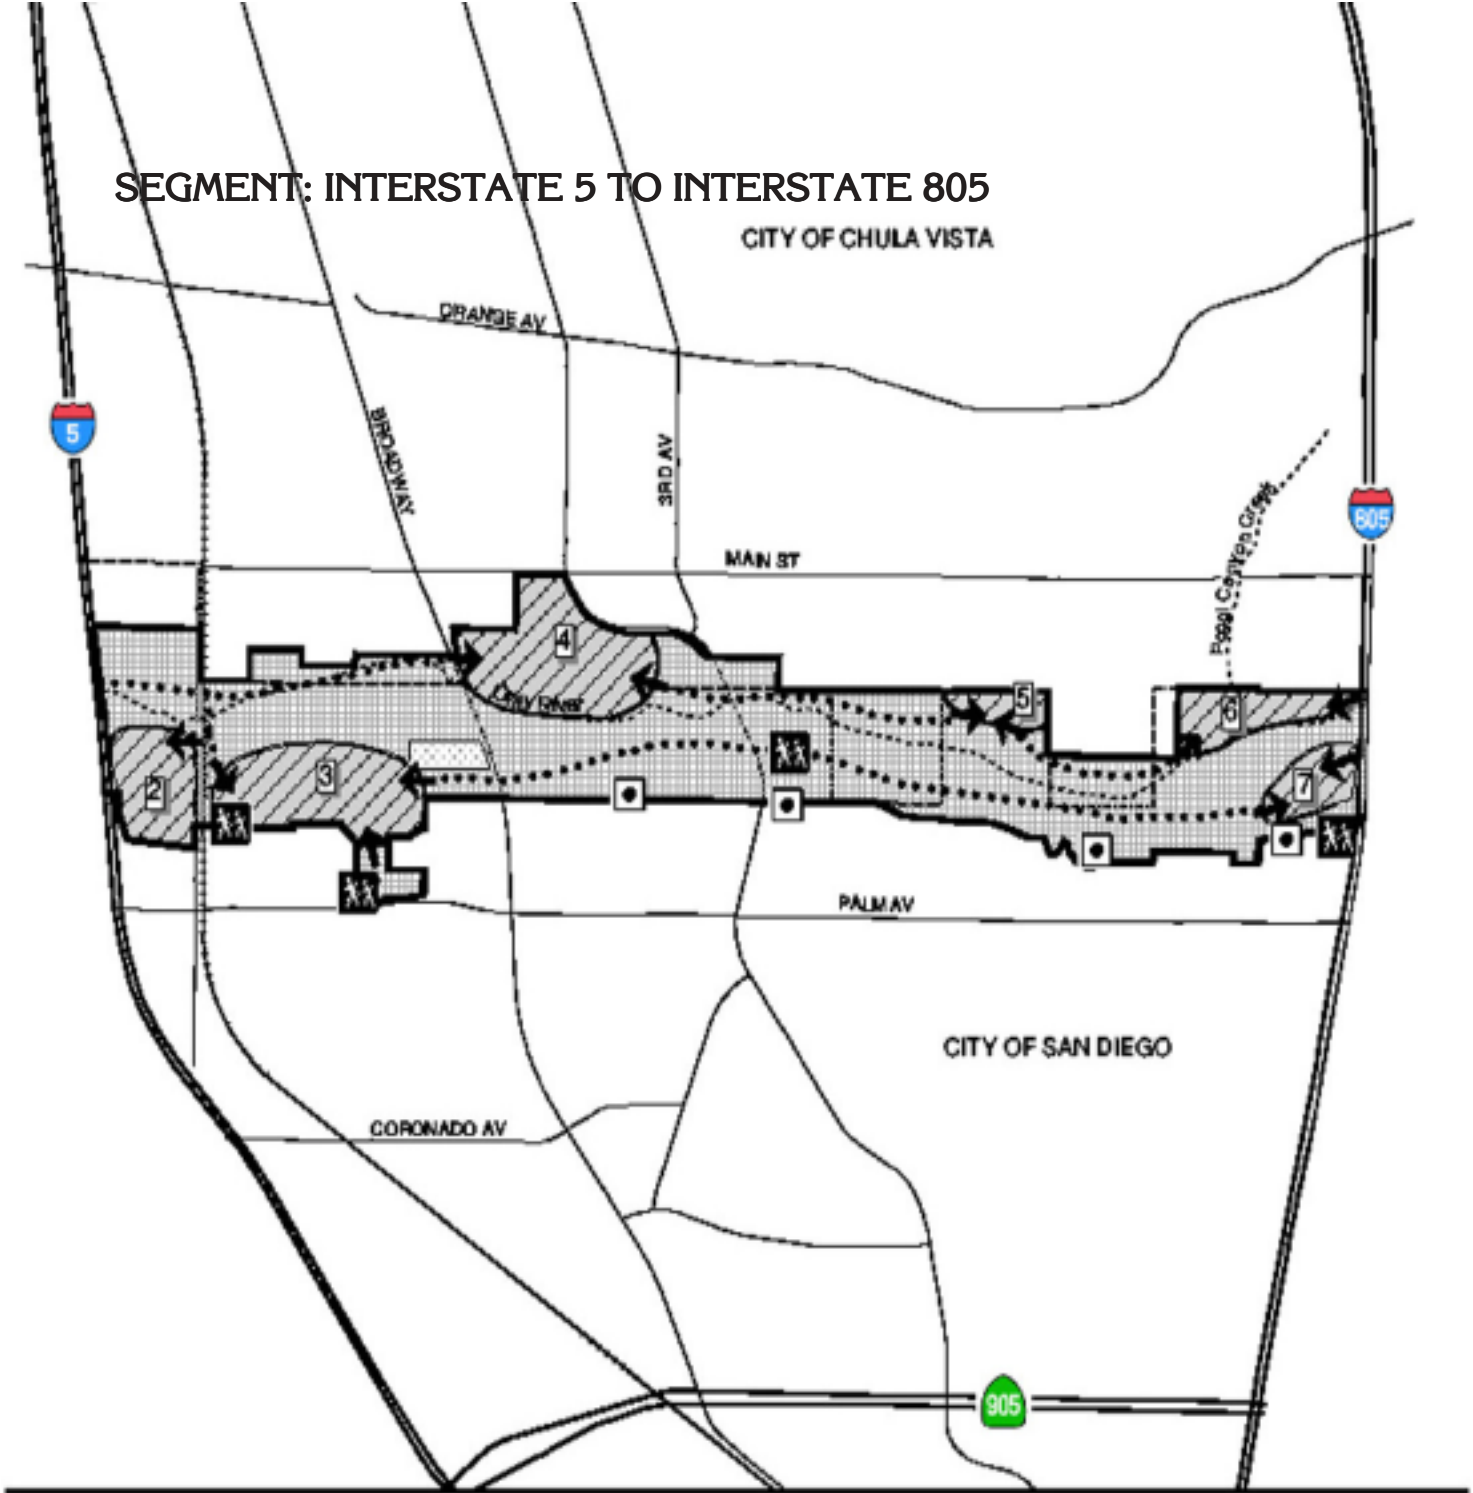 SEGMENT: INTERSTATE 5 TO INTERSTATE 805
CITY OF CHULA VISTA
ORANGE AV
BROADWAY
3RD AV
5
805
Poggi Canyon Creek
MAIN ST
4
Otay River
5
6
2
3
7
PALM AV
CITY OF SAN DIEGO
CORONADO AV
905